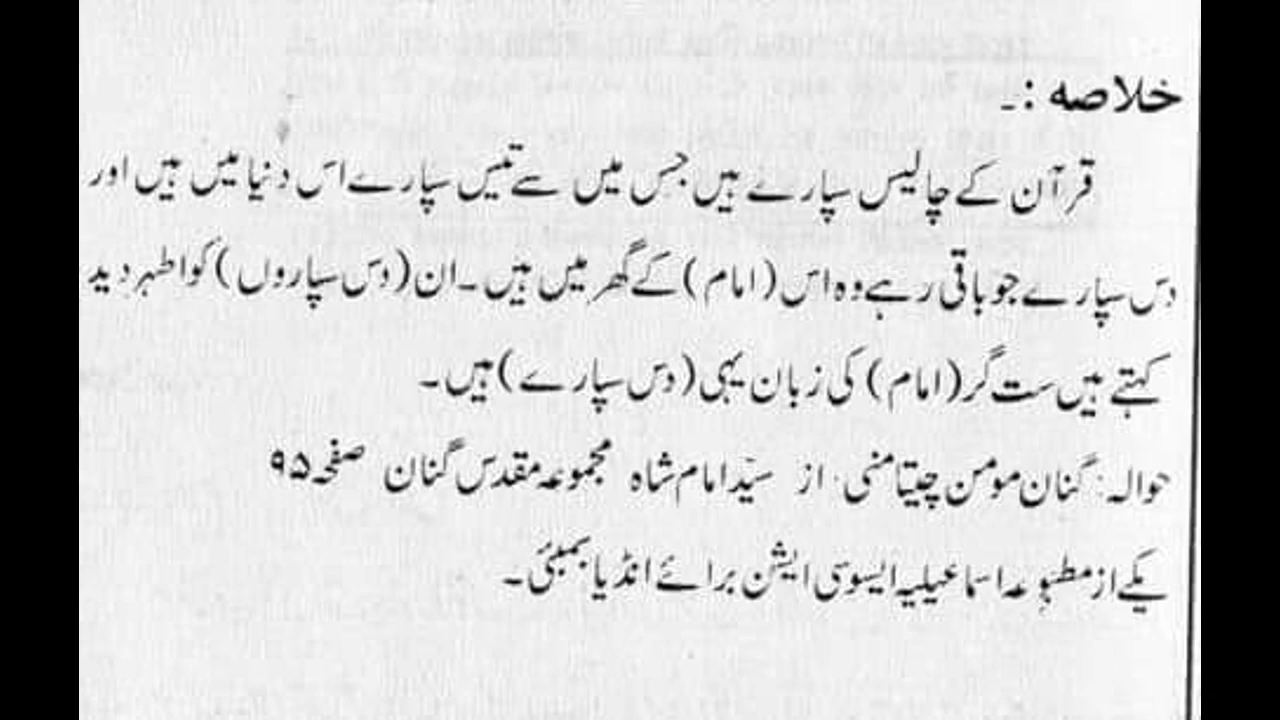 خلاصہ :۔
قرآن کے چالیس سپارے ہیں جس میں سے تیس سپارے اس دنیا میں ہیں اور
دس سپارے جو باقی رہے وہ اس (امام) کے گھر میں ہیں۔ ان (دس سپاروں) کو اطہر دید
کہتے ہیں ست گر (امام) کی زبان یہی (دس سپارے) ہیں۔
حوالہ: گنان مومن چیتامنی از سیّد امام شاہ مجموعہ مقدس گنان صفحہ ۹۵
یکے از مطبوعہ اسماعیلیہ ایسوسی ایشن برائے انڈیا بمبئی۔